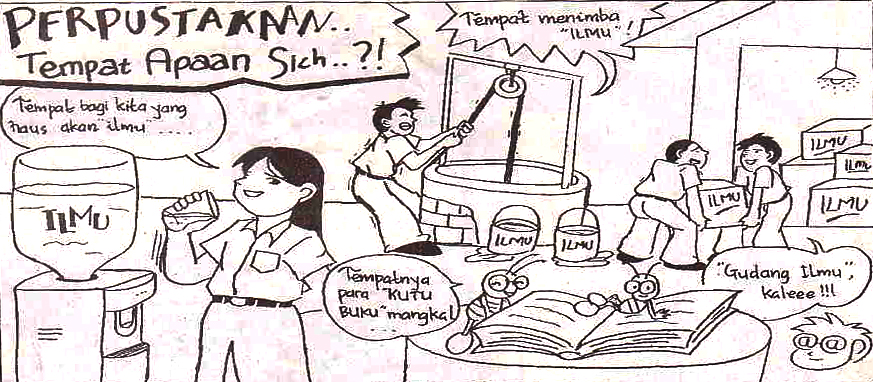 PERPUSTAKAAN..
Tempat Apaan Sich..?!
Tempat menimba
"ILMU"!
Tempat bagi kita yang
haus akan "ilmu" .....
ILMU
ILMU
ILMU
ILMU
ILMU
ILMU
ILMU
Tempatnya
para "KUTU
BUKU" mangkal
...
"Gudang Ilmu",
kaleee !!!
@@p